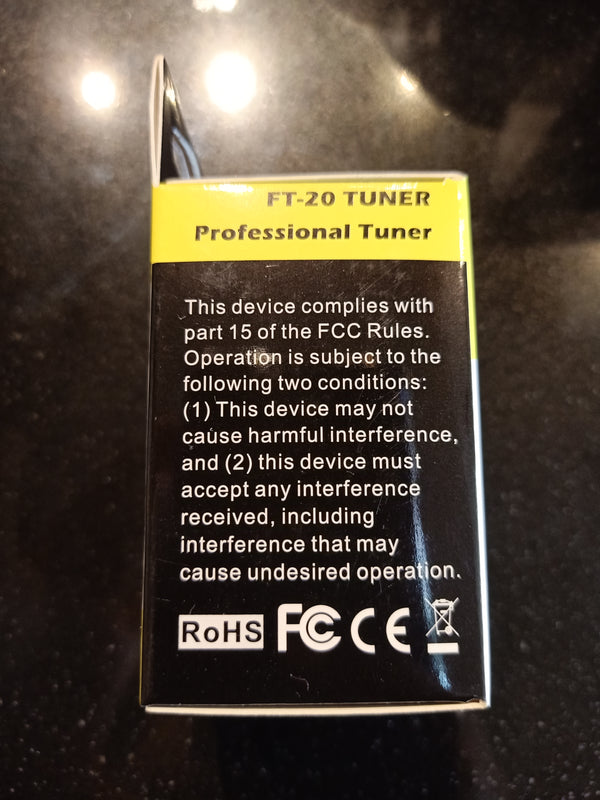 FT-20 TUNER
Professional Tuner
This device complies with
part 15 of the FCC Rules.
Operation is subject to the
following two conditions:
(1) This device may not
cause harmful interference,
and (2) this device must
accept any interference
received, including
interference that may
cause undesired operation.
RoHS FC CE